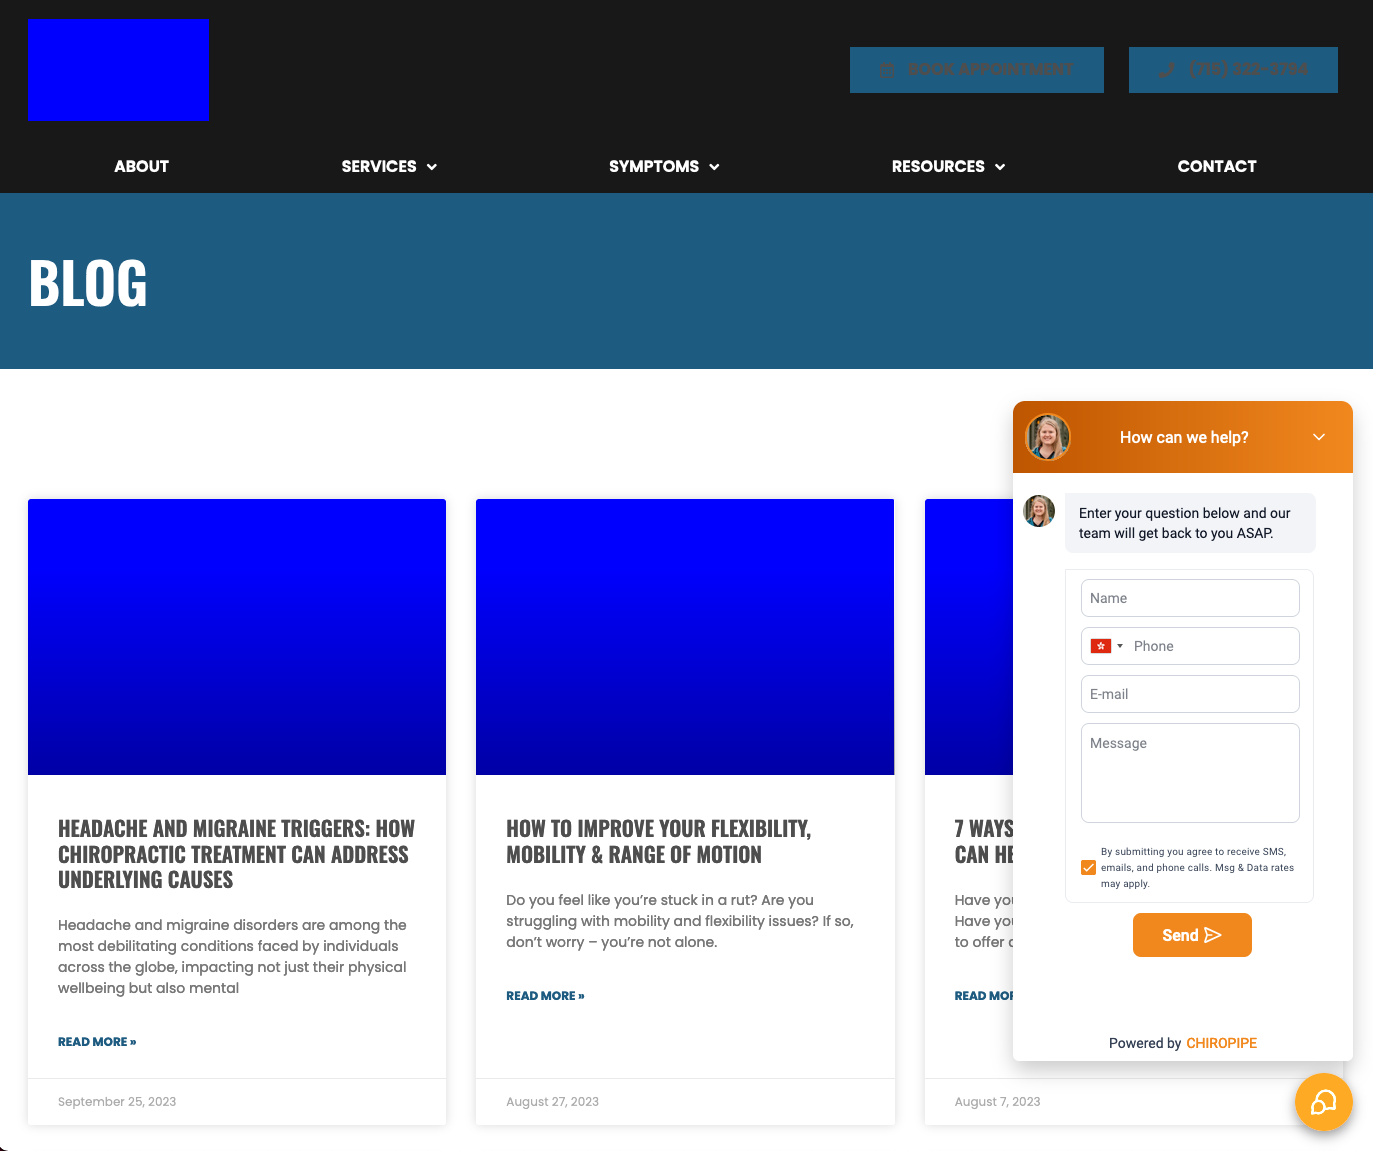 BOOK APPOINTMENT
ABOUT
SERVICES
SYMPTOMS
RESOURCES
CONTACT
BLOG
How can we help?
Enter your question below and our
team will get back to you ASAP.
Name
Phone
E-mail
Message
By submitting you agree to receive SMS,
emails, and phone calls. Msg & Data rates
may apply.
Send
Powered by CHIROPIPE
HEADACHE AND MIGRAINE TRIGGERS: HOW
CHIROPRACTIC TREATMENT CAN ADDRESS
UNDERLYING CAUSES
Headache and migraine disorders are among the
most debilitating conditions faced by individuals
across the globe, impacting not just their physical
wellbeing but also mental
READ MORE »
September 25, 2023
HOW TO IMPROVE YOUR FLEXIBILITY,
MOBILITY & RANGE OF MOTION
Do you feel like you're stuck in a rut? Are you
struggling with mobility and flexibility issues? If so,
don't worry – you're not alone.
READ MORE »
August 27, 2023
7 WAYS
CAN
Have
Have
to offer
READ
August 7, 2023